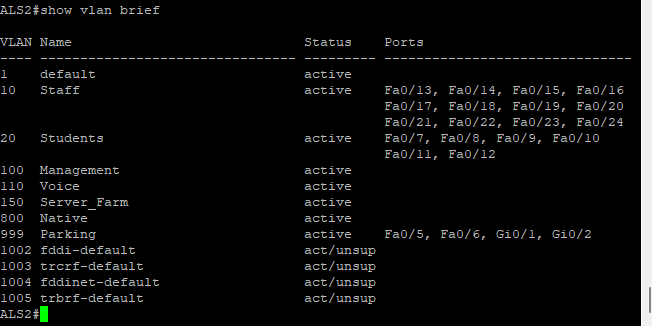 ALS2#show vlan brief
VLAN Name                             Status    Ports
---- -------------------------------- --------- -------------------------------
1    default                          active
10   Staff                            active    Fa0/13, Fa0/14, Fa0/15, Fa0/16
                                                Fa0/17, Fa0/18, Fa0/19, Fa0/20
                                                Fa0/21, Fa0/22, Fa0/23, Fa0/24
20   Students                         active    Fa0/7, Fa0/8, Fa0/9, Fa0/10
                                                Fa0/11, Fa0/12
100  Management                       active
110  Voice                            active
150  Server_Farm                      active
800  Native                           active
999  Parking                          active    Fa0/5, Fa0/6, Gi0/1, Gi0/2
1002 fddi-default                     act/unsup
1003 trcrf-default                    act/unsup
1004 fddinet-default                  act/unsup
1005 trbrf-default                    act/unsup
ALS2#